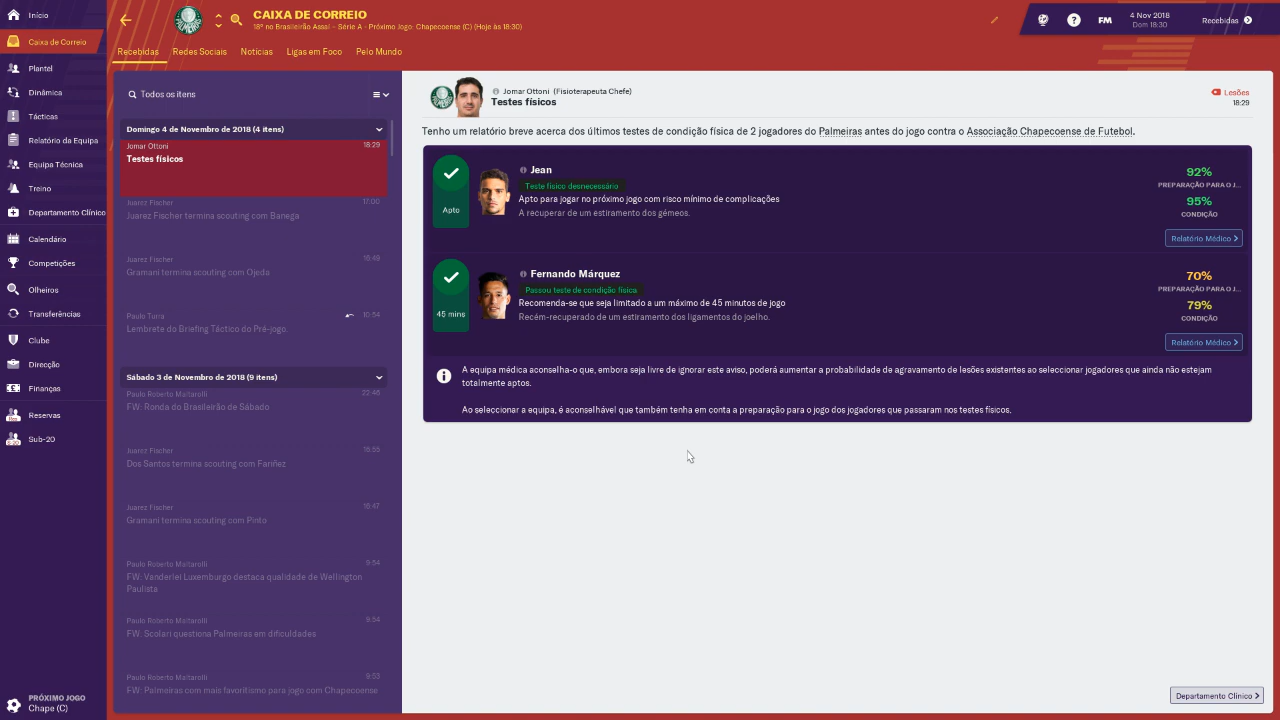 Início
Caixa de Correio
Plantel
Dinâmica
Tácticas
Relatório da Equipa
Equipa Técnica
Treino
Departamento Clínico
Calendário
Competições
Olheiros
Transferências
Clube
Direcção
Finanças
Reservas
Sub-20
PRÓXIMO JOGO
Chape (C)
CAIXA DE CORREIO
18º no Brasileirão Assaí – Série A - Próximo Jogo: Chapecoense (C) (Hoje às 18:30)
FM
4 Nov 2018
Dom 18:30
Recebidas
Recebidas Redes Sociais Notícias Ligas em Foco Pelo Mundo
Todos os itens
Domingo 4 de Novembro de 2018 (4 itens)
Jomar Ottoni 18:29
Testes físicos
Juarez Fischer 17:00
Juarez Fischer termina scouting com Banega
Juarez Fischer 16:49
Gramani termina scouting com Ojeda
Paulo Turra 10:54
Lembrete do Briefing Táctico do Pré-jogo.
Sábado 3 de Novembro de 2018 (9 itens)
Paulo Roberto Maitarolli 22:46
FW: Ronda do Brasileirão de Sábado
Juarez Fischer 18:55
Dos Santos termina scouting com Fariñez
Juarez Fischer 18:47
Gramani termina scouting com Pinto
Paulo Roberto Maitarolli 9:54
FW: Vanderlei Luxemburgo destaca qualidade de Wellington
Paulista
Paulo Roberto Maitarolli 9:34
FW: Scolari questiona Palmeiras em dificuldades
Paulo Roberto Maitarolli 9:33
FW: Palmeiras com mais favoritismo para jogo com Chapecoense
Jomar Ottoni (Fisioterapeuta Chefe)
Testes físicos
Lesões
18:29
Tenho um relatório breve acerca dos últimos testes de condição física de 2 jogadores do Palmeiras antes do jogo contra o Associação Chapecoense de Futebol.
Apto
Jean
Teste físico desnecessário
Apto para jogar no próximo jogo com risco mínimo de complicações
A recuperar de um estiramento dos gémeos.
92%
PREPARAÇÃO PARA O J...
95%
CONDIÇÃO
Relatório Médico
45 mins
Fernando Márquez
Passou teste de condição física
Recomenda-se que seja limitado a um máximo de 45 minutos de jogo
Recém-recuperado de um estiramento dos ligamentos do joelho.
70%
PREPARAÇÃO PARA O J...
79%
CONDIÇÃO
Relatório Médico
A equipa médica aconselha-o que, embora seja livre de ignorar este aviso, poderá aumentar a probabilidade de agravamento de lesões existentes ao seleccionar jogadores que ainda não estejam
totalmente aptos.
Ao seleccionar a equipa, é aconselhável que também tenha em conta a preparação para o jogo dos jogadores que passaram nos testes físicos.
Departamento Clínico